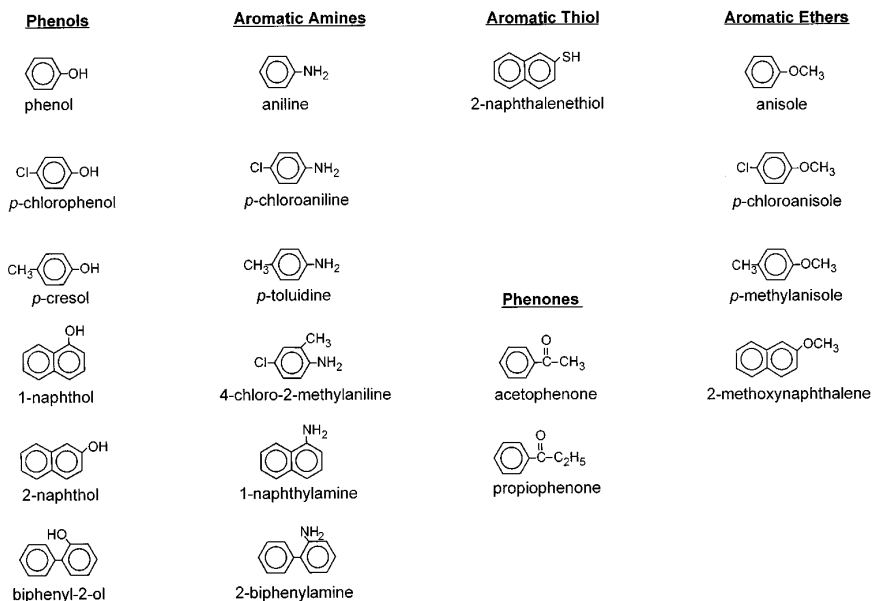 Phenols
Aromatic Amines
Aromatic Thiol
Aromatic Ethers
OH
phenol
NH2
aniline
SH
2-naphthalenethiol
OCH3
anisole
Cl OH
p-chlorophenol
Cl NH2
p-chloroaniline
Cl OCH3
p-chloroanisole
CH3 OH
p-cresol
CH3 NH2
p-toluidine
CH3 OCH3
p-methylanisole
Phenones
OH
1-naphthol
CH3
Cl NH2
4-chloro-2-methylaniline
O
C-CH3
acetophenone
OCH3
2-methoxynaphthalene
OH
2-naphthol
NH2
1-naphthylamine
O
C-C2H5
propiophenone
HO
biphenyl-2-ol
NH2
2-biphenylamine